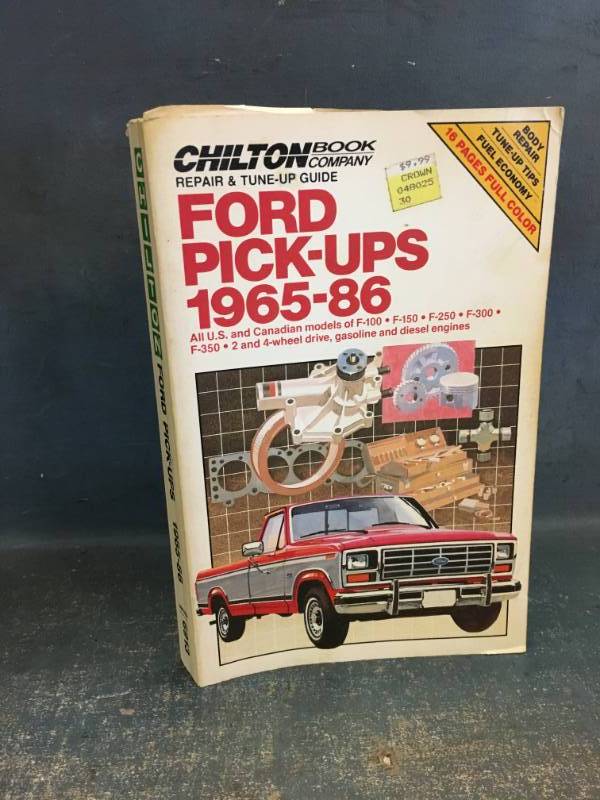 CHILTON BOOK COMPANY
REPAIR & TUNE-UP GUIDE
FORD
PICK-UPS
1965-86
All U.S. and Canadian models of F-100 • F-150 • F-250 • F-300 •
F-350 • 2 and 4-wheel drive, gasoline and diesel engines
$9.99
CROWN
048025
30
BODY
REPAIR
TUNE-UP TIPS
FUEL ECONOMY
16 PAGES FULL COLOR
CHILTON FORD PICK-UPS 1965-86